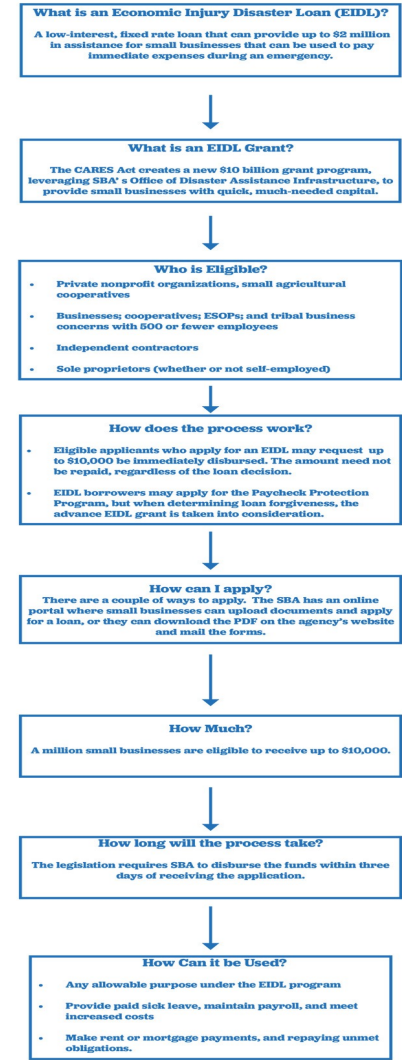 What is an Economic Injury Disaster Loan (EIDL)?
A low-interest, fixed rate loan that can provide up to $2 million
in assistance for small businesses that can be used to pay
immediate expenses during an emergency.
What is an EIDL Grant?
The CARES Act creates a new $10 billion grant program,
leveraging SBA' s Office of Disaster Assistance Infrastructure, to
provide small businesses with quick, much-needed capital.
Who is Eligible?
• Private nonprofit organizations, small agricultural
cooperatives
• Businesses; cooperatives; ESOPs; and tribal business
concerns with 500 or fewer employees
• Independent contractors
• Sole proprietors (whether or not self-employed)
How does the process work?
• Eligible applicants who apply for an EIDL may request up
to $10,000 be immediately disbursed. The amount need not
be repaid, regardless of the loan decision.
• EIDL borrowers may apply for the Paycheck Protection
Program, but when determining loan forgiveness, the
advance EIDL grant is taken into consideration.
How can I apply?
There are a couple of ways to apply. The SBA has an online
portal where small businesses can upload documents and apply
for a loan, or they can download the PDF on the agency's website
and mail the forms.
How Much?
A million small businesses are eligible to receive up to $10,000.
How long will the process take?
The legislation requires SBA to disburse the funds within three
days of receiving the application.
How Can it be Used?
• Any allowable purpose under the EIDL program
• Provide paid sick leave, maintain payroll, and meet
increased costs
• Make rent or mortgage payments, and repaying unmet
obligations.